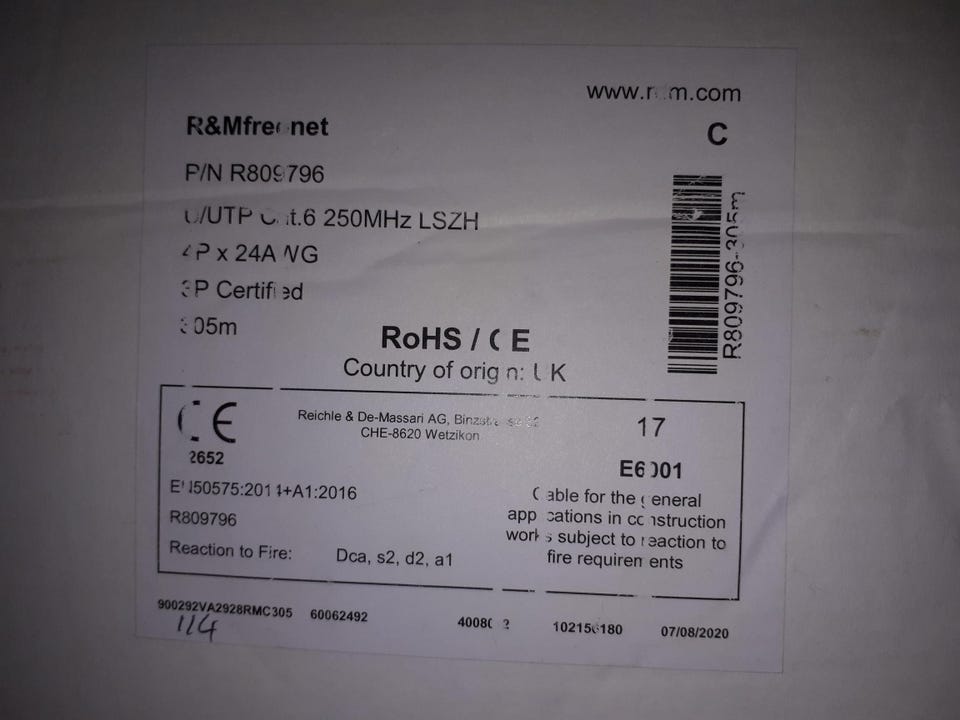 www.rdm.com
R&Mfreenet
C
P/N R809796
U/UTP Cat.6 250MHz LSZH
4P x 24AWG
3P Certified
305m
RoHS / CE
Country of origin: UK
R809796-305m
CE
2652
Reichle & De-Massari AG,
CHE-8620 Wetzikon
17
E6001
EN50575:2014+A1:2016
R809796
Reaction to Fire: Dca, s2, d2, a1
Cable for the general
applications in construction
works subject to reaction to
fire requirements
900292VA2928RMC305 60062492 102156180 07/08/2020
114